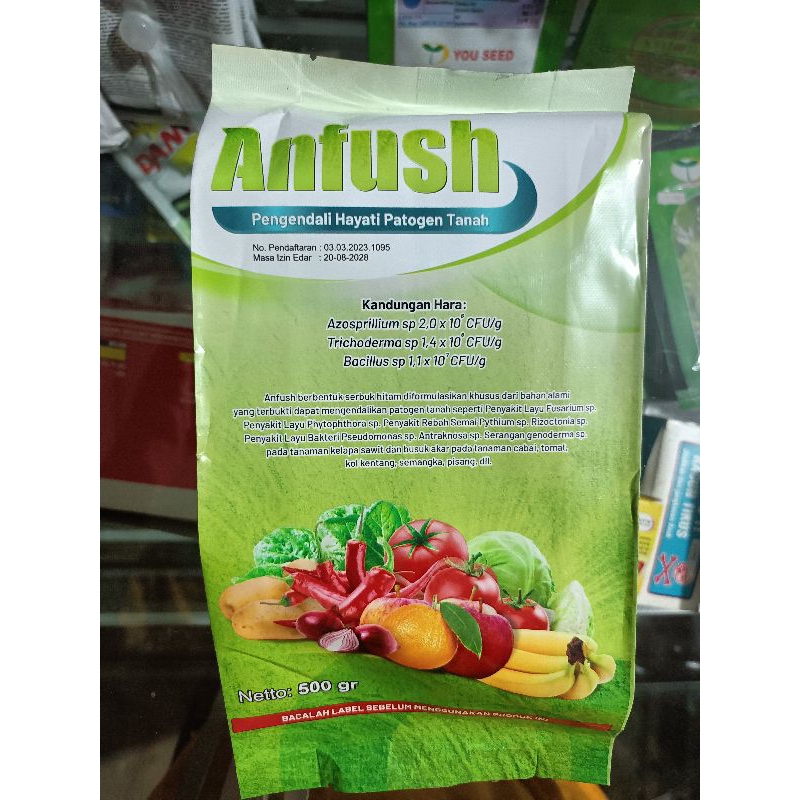 YOU SEED
Anfush
Pengendali Hayati Patogen Tanah
No. Pendaftaran : 03.03.2023.1095
Masa Izin Edar : 20-08-2028
Kandungan Hara:
Azosprillium sp 2,0 x 10⁶ CFU/g
Trichoderma sp 1,4 x 10⁶ CFU/g
Bacillus sp 1,1 x 10⁷ CFU/g
Anfush berbentuk serbuk hitam diformulasikan khusus dari bahan alami
yang terbukti dapat mengendalikan patogen tanah seperti Penyakit Layu Fusarium sp.
Penyakit Layu Phytophthora sp. Penyakit Rebah Semai Pythium sp. Rizoctonia sp.
Penyakit Layu Bakteri Pseudomonas sp. Antraknosa sp. Serangan genoderma sp.
pada tanaman kelapa sawit dan busuk akar pada tanaman cabai, tomat,
kol kentang, semangka, pisang, dll.
Netto: 500 gr
BACALAH LABEL SEBELUM MENGGUNAKAN PRODUK INI